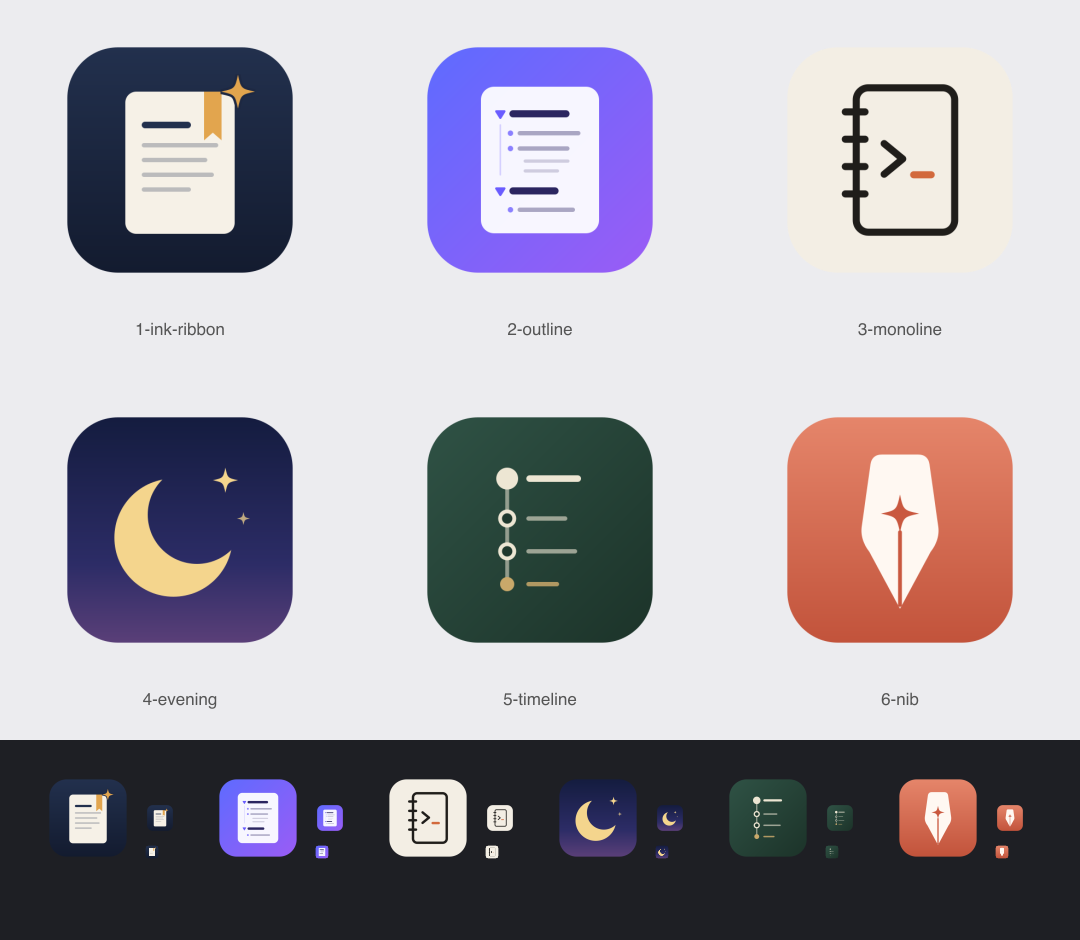 1-ink-ribbon
2-outline
3-monoline
4-evening
5-timeline
6-nib